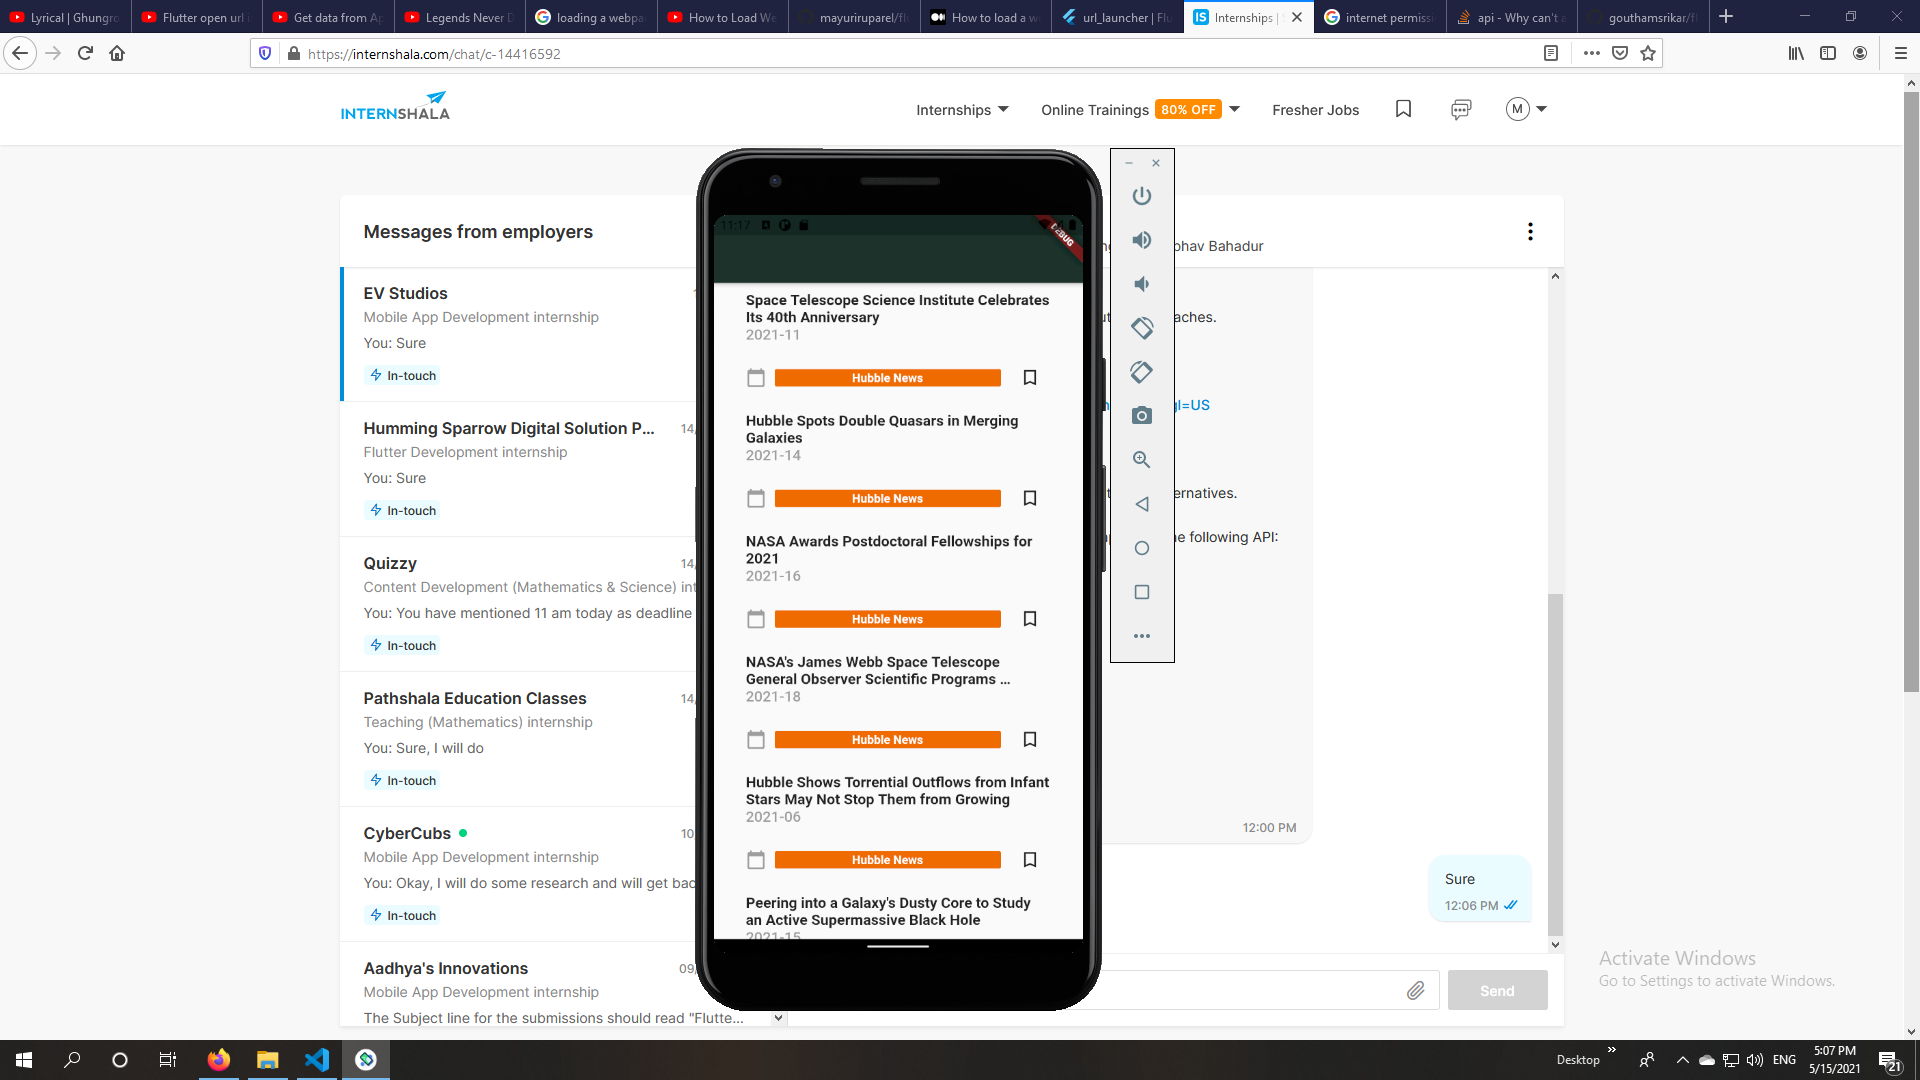 Lyrical | Ghungro
Flutter open url i
Get data from Ap
Legends Never D
loading a webpa
How to Load We
mayuriruparel/fl
How to load a w
url_launcher | Flu
Internships |
internet permissi
api - Why can't a
gouthamsrikar/f
https://internshala.com/chat/c-14416592
INTERNSHALA
Internships
Online Trainings 80% OFF
Fresher Jobs
M
Messages from employers
bhav Bahadur
EV Studios
Mobile App Development internship
You: Sure
In-touch
Humming Sparrow Digital Solution P...
14,
Flutter Development internship
You: Sure
In-touch
Quizzy
14,
Content Development (Mathematics & Science) int
You: You have mentioned 11 am today as deadline
In-touch
Pathshala Education Classes
14,
Teaching (Mathematics) internship
You: Sure, I will do
In-touch
CyberCubs
10
Mobile App Development internship
You: Okay, I will do some research and will get bac
In-touch
Aadhya's Innovations
09,
Mobile App Development internship
The Subject line for the submissions should read "Flutte...
11:17
DEBUG
Space Telescope Science Institute Celebrates
Its 40th Anniversary
2021-11
Hubble News
Hubble Spots Double Quasars in Merging
Galaxies
2021-14
Hubble News
NASA Awards Postdoctoral Fellowships for
2021
2021-16
Hubble News
NASA's James Webb Space Telescope
General Observer Scientific Programs ...
2021-18
Hubble News
Hubble Shows Torrential Outflows from Infant
Stars May Not Stop Them from Growing
2021-06
Hubble News
Peering into a Galaxy's Dusty Core to Study
an Active Supermassive Black Hole
2021-15
aches.
gl=US
ernatives.
e following API:
12:00 PM
Sure
12:06 PM
Send
Activate Windows
Go to Settings to activate Windows.
Desktop
ENG
5:07 PM
5/15/2021
21